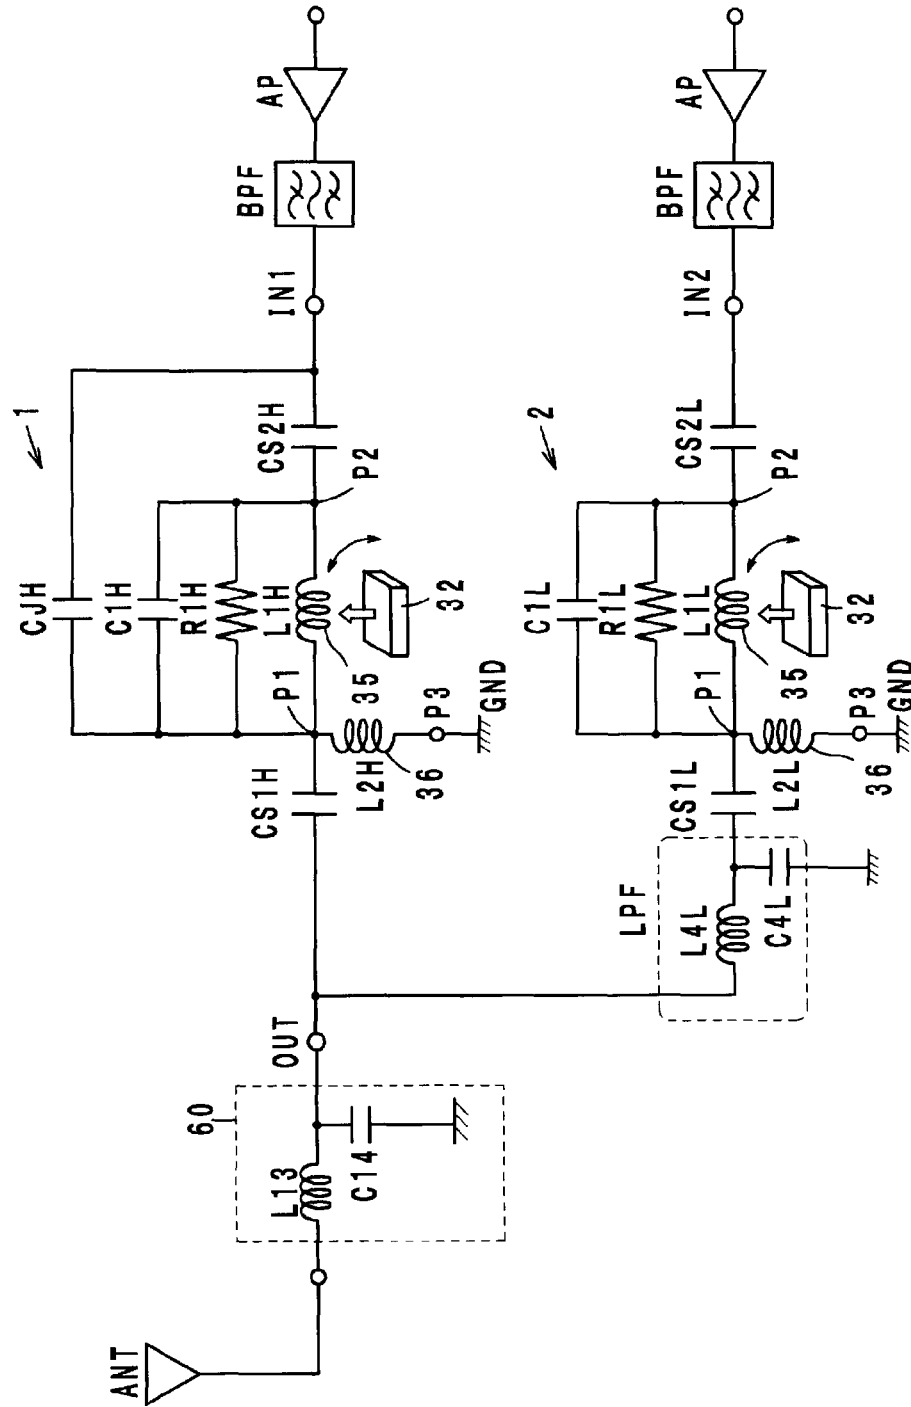 ANT
60
L13
C14
OUT
1
CJH
C1H
R1H
L1H
35
32
CS1H
P1
L2H
36
P3
GND
CS2H
P2
IN1
BPF
AP
2
LPF
L4L
C4L
C1L
R1L
L1L
35
32
CS1L
P1
L2L
36
P3
GND
CS2L
P2
IN2
BPF
AP